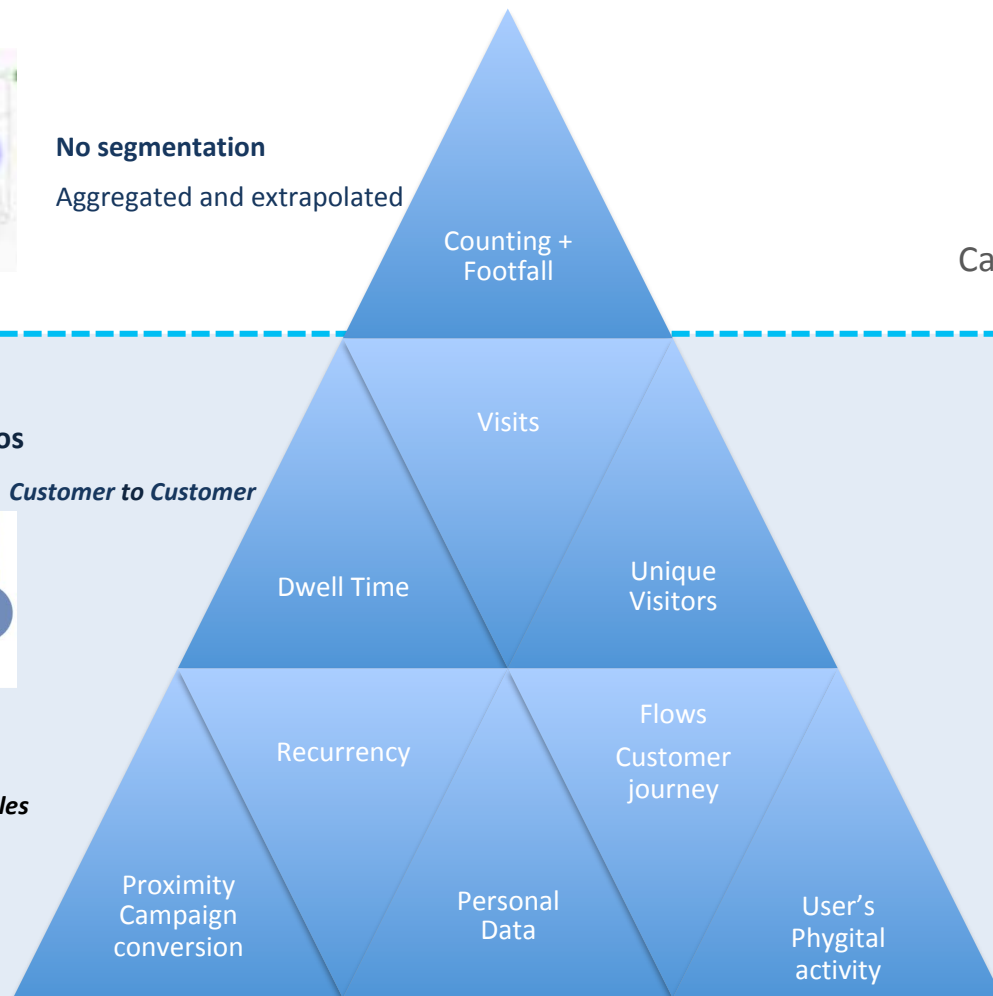 No segmentation
Aggregated and extrapolated
Counting +
Footfall
Ca
os
Customer to Customer
Visits
Dwell Time
Unique
Visitors
Recurrency
Flows
Customer
journey
les
Proximity
Campaign
conversion
Personal
Data
User's
Phygital
activity